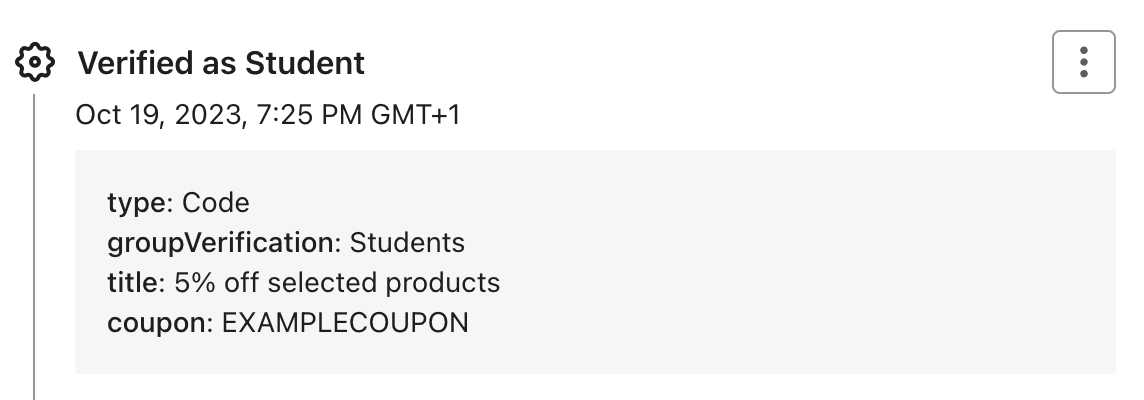 Verified as Student
Oct 19, 2023, 7:25 PM GMT+1
type: Code
groupVerification: Students
title: 5% off selected products
coupon: EXAMPLECOUPON